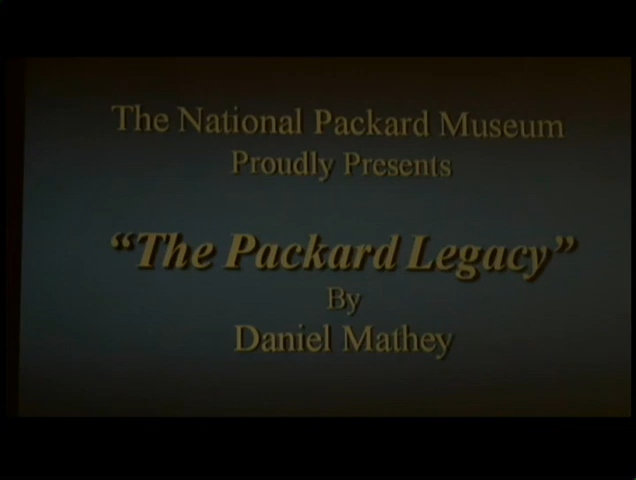 The National Packard Museum
Proudly Presents
“The Packard Legacy”
By
Daniel Mathey